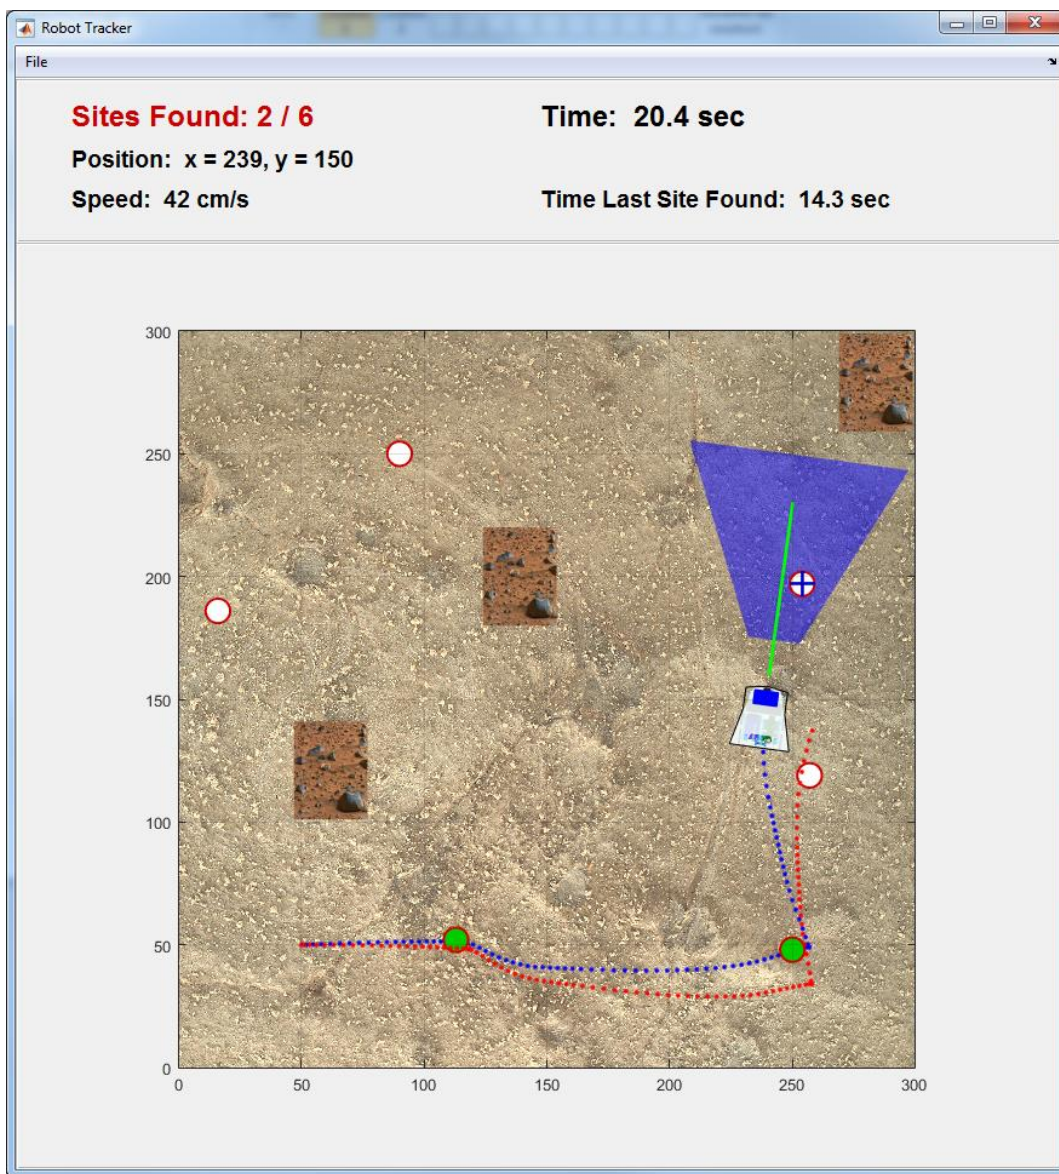 Robot Tracker
File
Sites Found: 2 / 6
Time: 20.4 sec
Position: x = 239, y = 150
Speed: 42 cm/s
Time Last Site Found: 14.3 sec
300
250
200
150
100
50
0
0 50 100 150 200 250 300